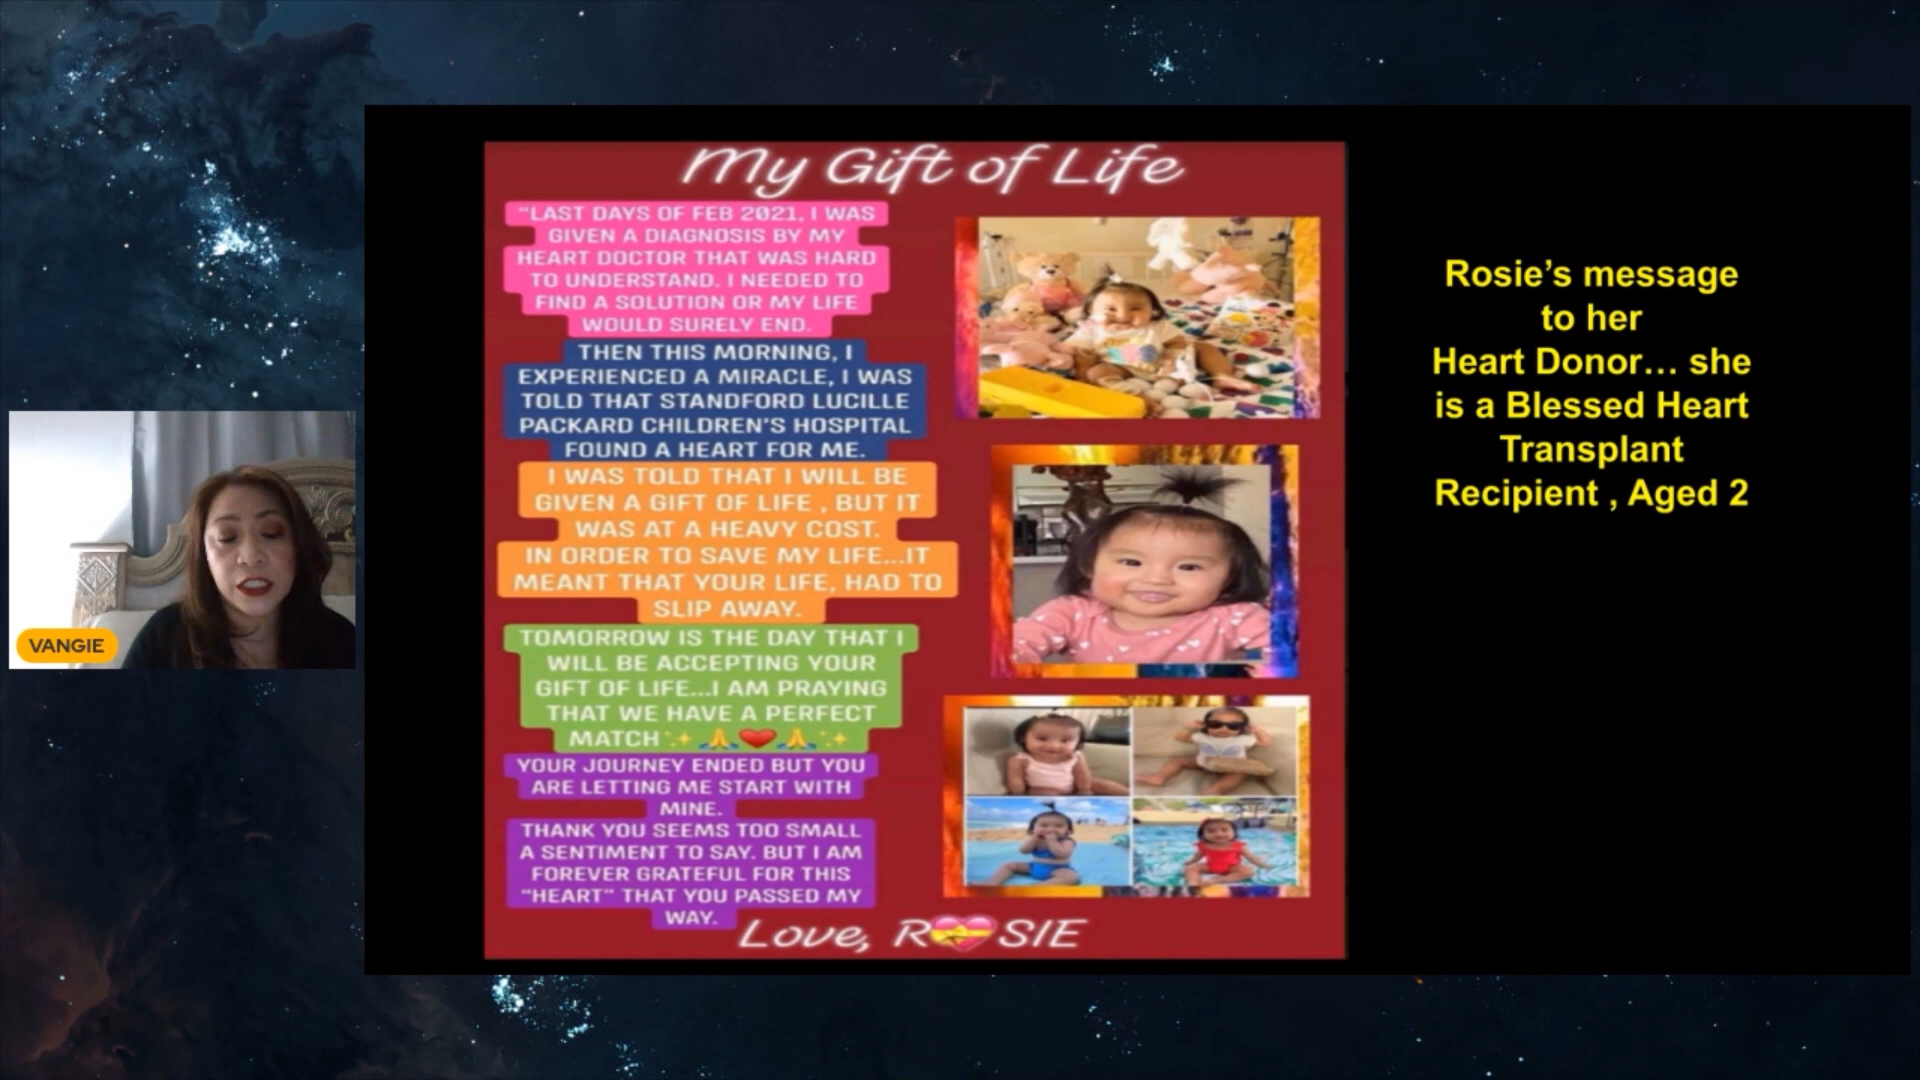 My Gift of Life
"LAST DAYS OF FEB 2021, I WAS
GIVEN A DIAGNOSIS BY MY
HEART DOCTOR THAT WAS HARD
TO UNDERSTAND. I NEEDED TO
FIND A SOLUTION OR MY LIFE
WOULD SURELY END.
THEN THIS MORNING, I
EXPERIENCED A MIRACLE, I WAS
TOLD THAT STANDFORD LUCILLE
PACKARD CHILDREN'S HOSPITAL
FOUND A HEART FOR ME.
I WAS TOLD THAT I WILL BE
GIVEN A GIFT OF LIFE , BUT IT
WAS AT A HEAVY COST.
IN ORDER TO SAVE MY LIFE...IT
MEANT THAT YOUR LIFE, HAD TO
SLIP AWAY.
TOMORROW IS THE DAY THAT I
WILL BE ACCEPTING YOUR
GIFT OF LIFE...I AM PRAYING
THAT WE HAVE A PERFECT
MATCH ✨🙏❤️🙏✨
YOUR JOURNEY ENDED BUT YOU
ARE LETTING ME START WITH
MINE.
THANK YOU SEEMS TOO SMALL
A SENTIMENT TO SAY. BUT I AM
FOREVER GRATEFUL FOR THIS
"HEART" THAT YOU PASSED MY
WAY.
Love, R💝SIE
Rosie's message
to her
Heart Donor... she
is a Blessed Heart
Transplant
Recipient , Aged 2
VANGIE